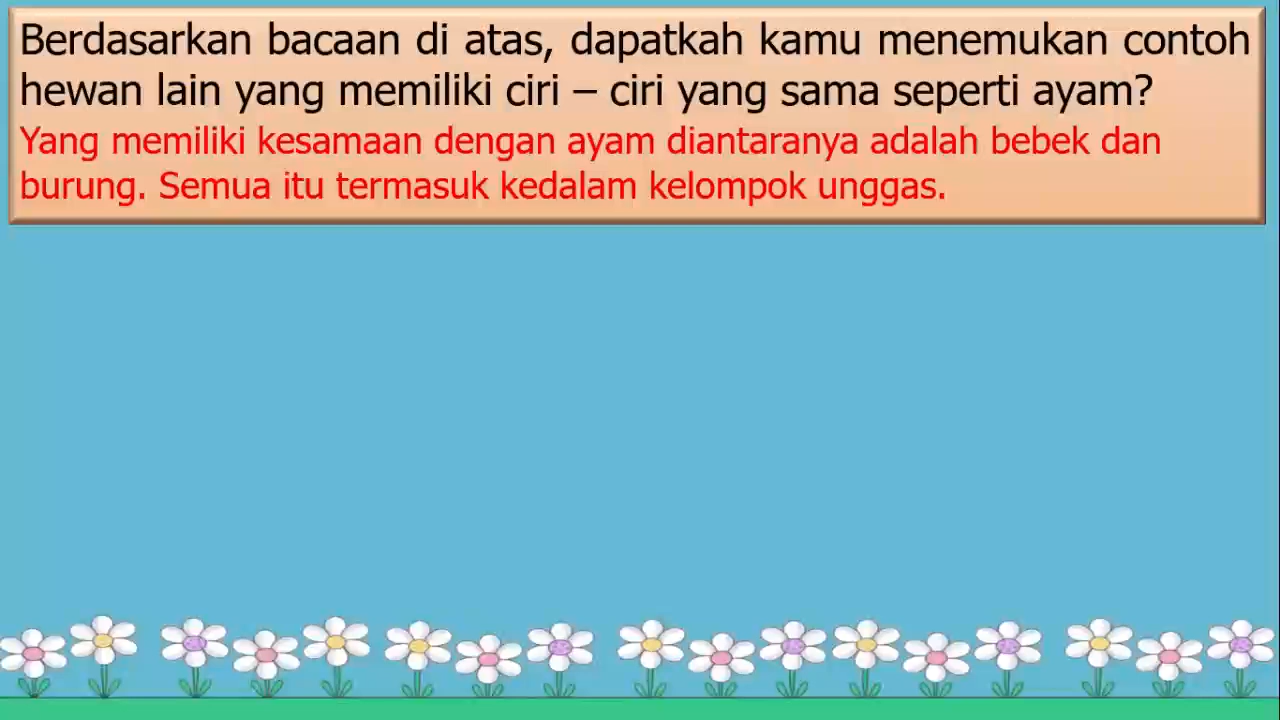 Berdasarkan bacaan di atas, dapatkah kamu menemukan contoh
hewan lain yang memiliki ciri – ciri yang sama seperti ayam?
Yang memiliki kesamaan dengan ayam diantaranya adalah bebek dan
burung. Semua itu termasuk kedalam kelompok unggas.